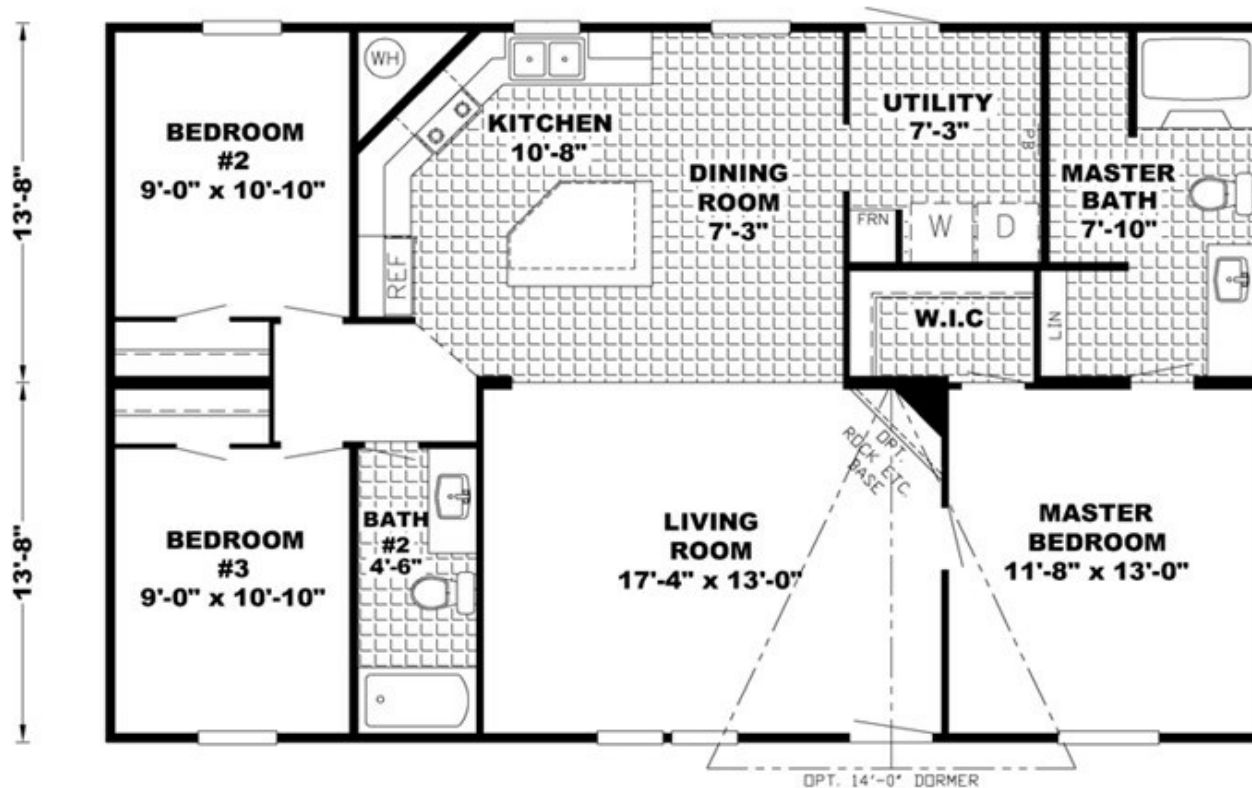 13'-8"
13'-8"
BEDROOM
#2
9'-0" x 10'-10"
WH
KITCHEN
10'-8"
REF
DINING
ROOM
7'-3"
UTILITY
7'-3"
PB
FRN
W
D
MASTER
BATH
7'-10"
W.I.C
LIN
BEDROOM
#3
9'-0" x 10'-10"
BATH
#2
4'-6"
LIVING
ROOM
17'-4" x 13'-0"
OPT.
ROCK ETC.
BASE
MASTER
BEDROOM
11'-8" x 13'-0"
OPT. 14'-0" DORMER